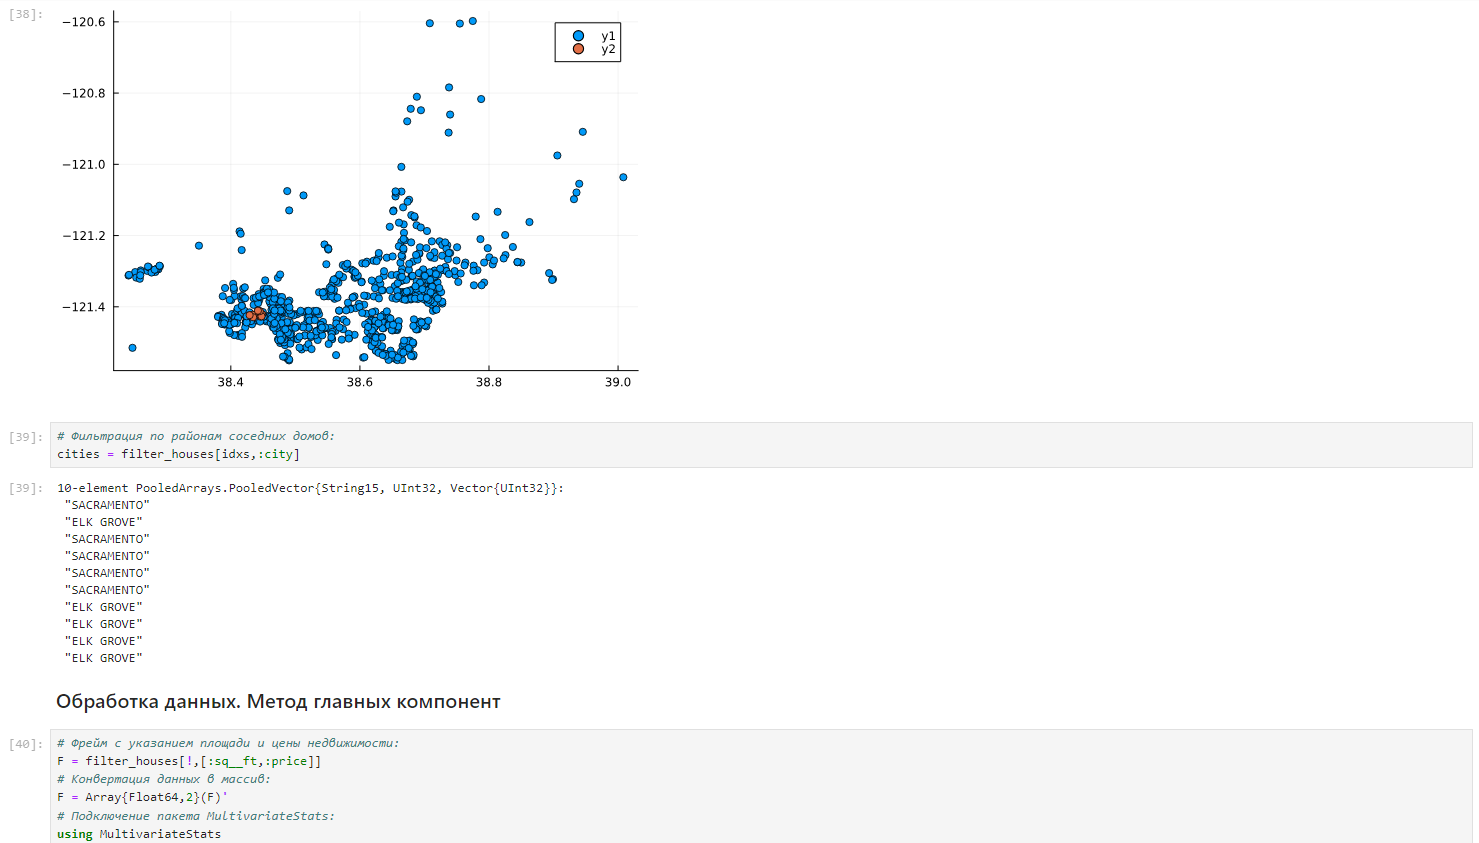 [38]:
−120.6
−120.8
−121.0
−121.2
−121.4
38.4 38.6 38.8 39.0
y1
y2
[39]:
# Фильтрация по районам соседних домов:
cities = filter_houses[idxs,:city]
[39]:
10-element PooledArrays.PooledVector{String15, UInt32, Vector{UInt32}}:
"SACRAMENTO"
"ELK GROVE"
"SACRAMENTO"
"SACRAMENTO"
"SACRAMENTO"
"SACRAMENTO"
"ELK GROVE"
"ELK GROVE"
"ELK GROVE"
"ELK GROVE"
Обработка данных. Метод главных компонент
[40]:
# Фрейм с указанием площади и цены недвижимости:
F = filter_houses[!,[:sq__ft,:price]]
# Конвертация данных в массив:
F = Array{Float64,2}(F)'
# Подключение пакета MultivariateStats:
using MultivariateStats